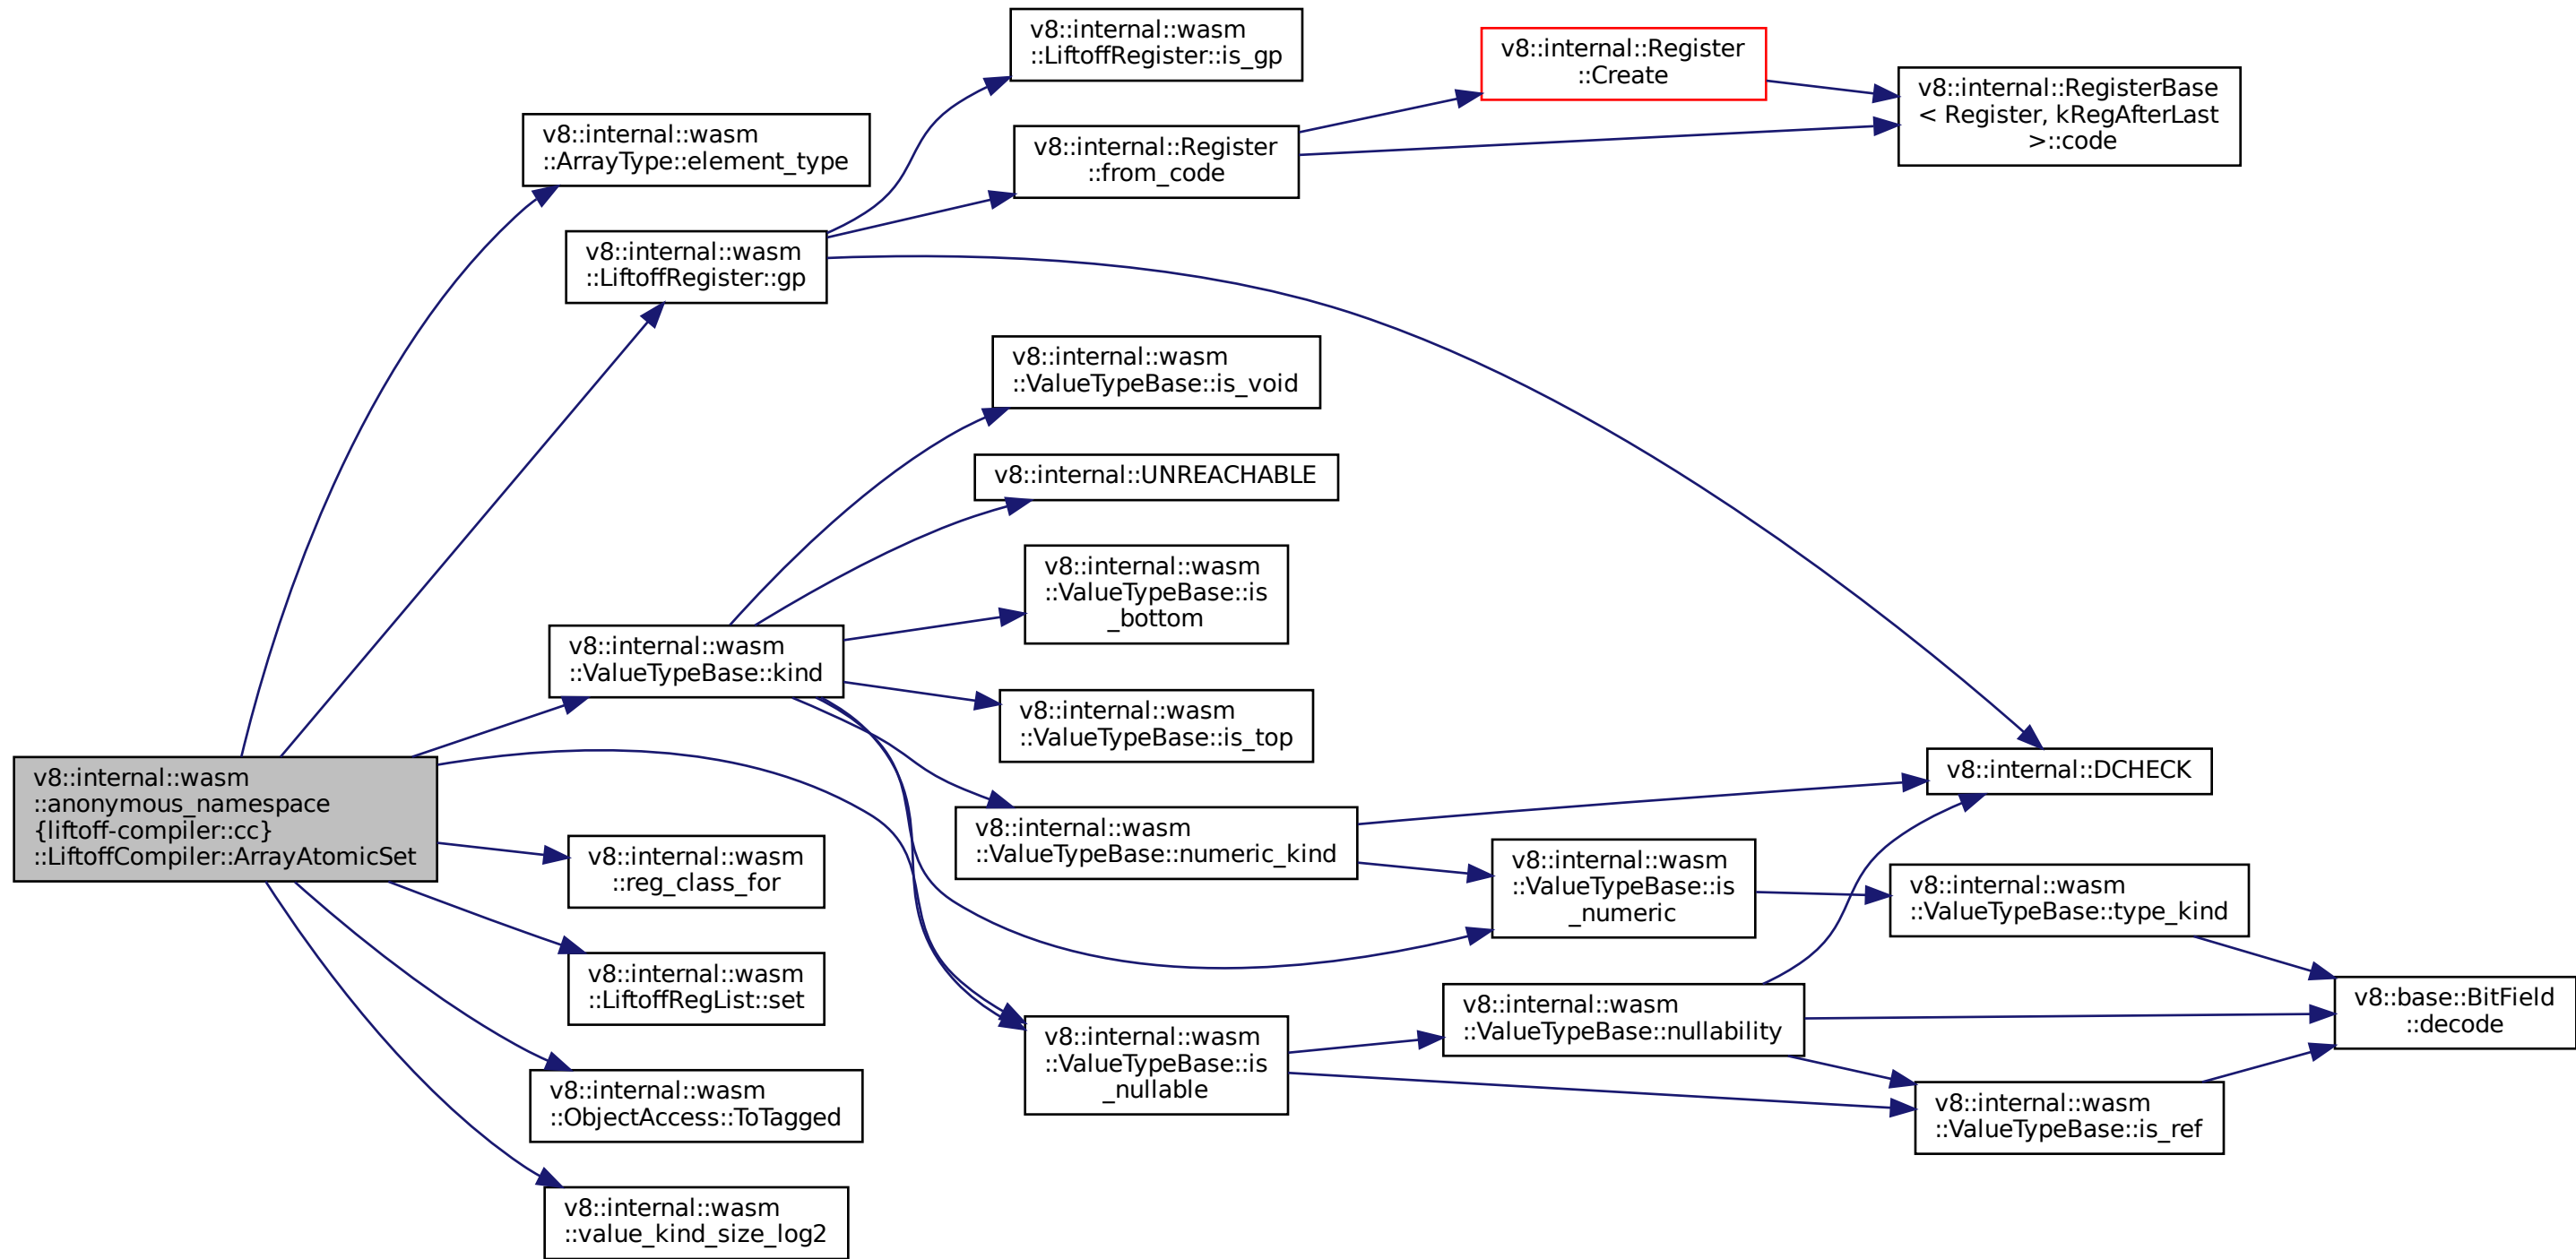 v8::internal::wasm
::anonymous_namespace
{liftoff-compiler::cc}
::LiftoffCompiler::ArrayAtomicSet
v8::internal::wasm
::ArrayType::element_type
v8::internal::wasm
::LiftoffRegister::gp
v8::internal::wasm
::ValueTypeBase::kind
v8::internal::wasm
::reg_class_for
v8::internal::wasm
::LiftoffRegList::set
v8::internal::wasm
::ObjectAccess::ToTagged
v8::internal::wasm
::value_kind_size_log2
v8::internal::wasm
::LiftoffRegister::is_gp
v8::internal::Register
::from_code
v8::internal::wasm
::ValueTypeBase::is_void
v8::internal::UNREACHABLE
v8::internal::wasm
::ValueTypeBase::is
_bottom
v8::internal::wasm
::ValueTypeBase::is_top
v8::internal::wasm
::ValueTypeBase::numeric_kind
v8::internal::wasm
::ValueTypeBase::is
_nullable
v8::internal::Register
::Create
v8::internal::wasm
::ValueTypeBase::is
_numeric
v8::internal::wasm
::ValueTypeBase::nullability
v8::internal::RegisterBase
< Register, kRegAfterLast
>::code
v8::internal::DCHECK
v8::internal::wasm
::ValueTypeBase::type_kind
v8::internal::wasm
::ValueTypeBase::is_ref
v8::base::BitField
::decode